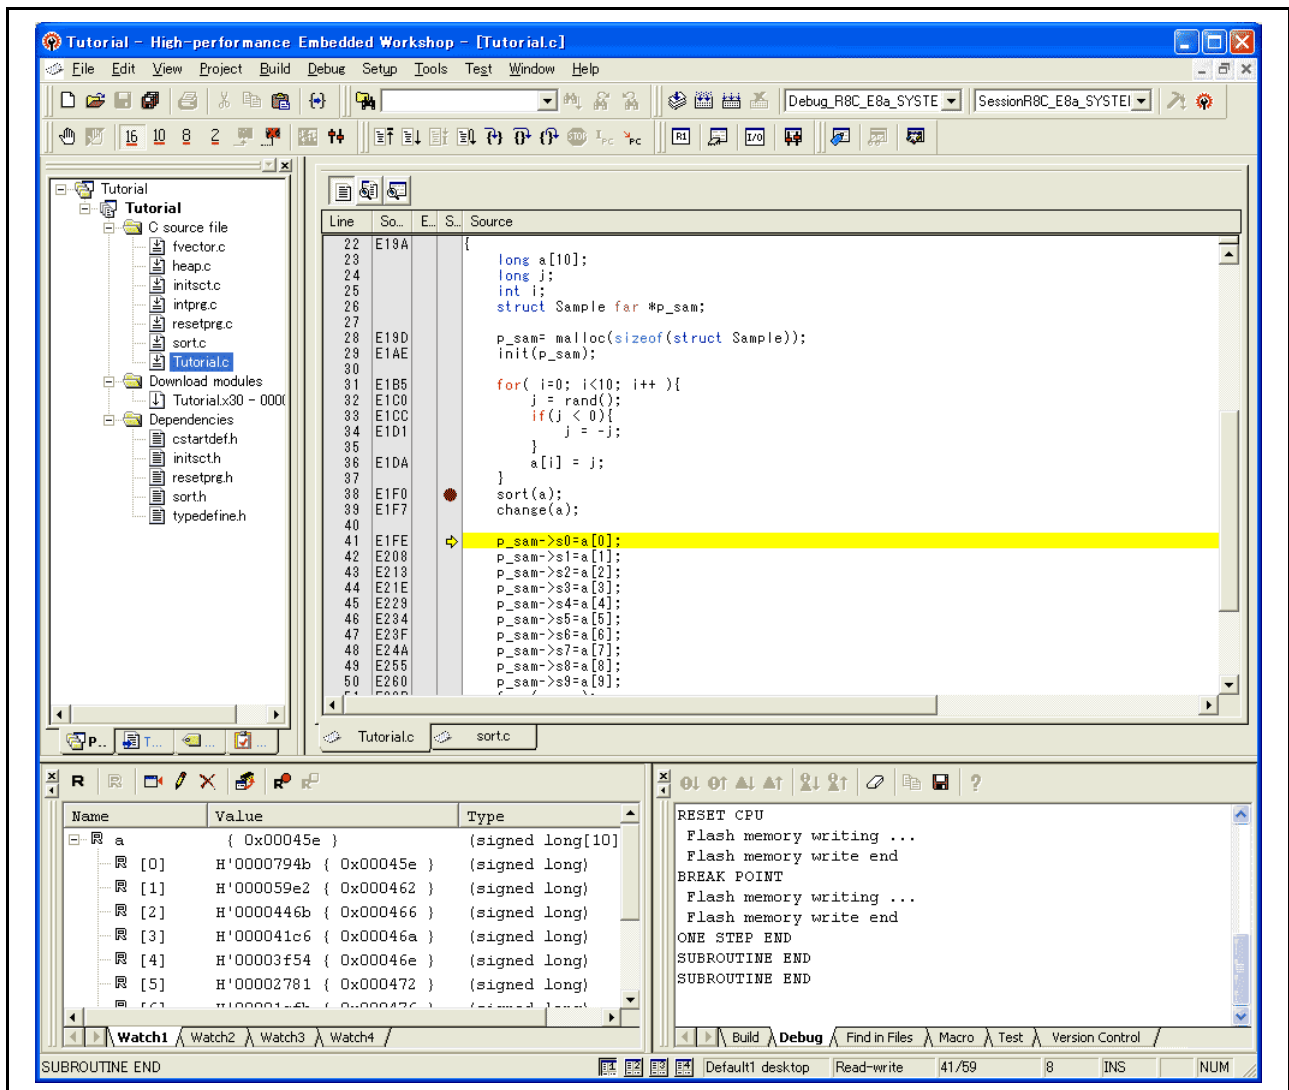 Tutorial - High-performance Embedded Workshop - [Tutorial.c]
File Edit View Project Build Debug Setup Tools Test Window Help
Debug_R8C_E8a_SYSTE SessionR8C_E8a_SYSTEI
16 10 8 2 STOP PC PC R1 I/O
Tutorial
Tutorial
C source file
fvector.c
heap.c
initsct.c
intprg.c
resetprg.c
sort.c
Tutorial.c
Download modules
Tutorial.x30 - 000(
Dependencies
cstartdef.h
initsct.h
resetprg.h
sort.h
typedefine.h
P.. T... ... ...
Line So... E.. S.. Source
22 E19A {
23 long a[10];
24 long j;
25 int i;
26 struct Sample far *p_sam;
27
28 E19D p_sam= malloc(sizeof(struct Sample));
29 E1AE init(p_sam);
30
31 E1B5 for( i=0; i<10; i++ ){
32 E1C0 j = rand();
33 E1CC if(j < 0){
34 E1D1 j = -j;
35 }
36 E1DA a[i] = j;
37 }
38 E1F0 sort(a);
39 E1F7 change(a);
40
41 E1FE p_sam->s0=a[0];
42 E208 p_sam->s1=a[1];
43 E213 p_sam->s2=a[2];
44 E21E p_sam->s3=a[3];
45 E229 p_sam->s4=a[4];
46 E234 p_sam->s5=a[5];
47 E23F p_sam->s6=a[6];
48 E24A p_sam->s7=a[7];
49 E255 p_sam->s8=a[8];
50 E260 p_sam->s9=a[9];
Tutorial.c sort.c
Name Value Type
R a { 0x00045e } (signed long[10]
R [0] H'0000794b { 0x00045e } (signed long)
R [1] H'000059e2 { 0x000462 } (signed long)
R [2] H'0000446b { 0x000466 } (signed long)
R [3] H'000041c6 { 0x00046a } (signed long)
R [4] H'00003f54 { 0x00046e } (signed long)
R [5] H'00002781 { 0x000472 } (signed long)
Watch1 Watch2 Watch3 Watch4
RESET CPU
Flash memory writing ...
Flash memory write end
BREAK POINT
Flash memory writing ...
Flash memory write end
ONE STEP END
SUBROUTINE END
SUBROUTINE END
Build Debug Find in Files Macro Test Version Control
SUBROUTINE END Default1 desktop Read-write 41/59 8 INS NUM